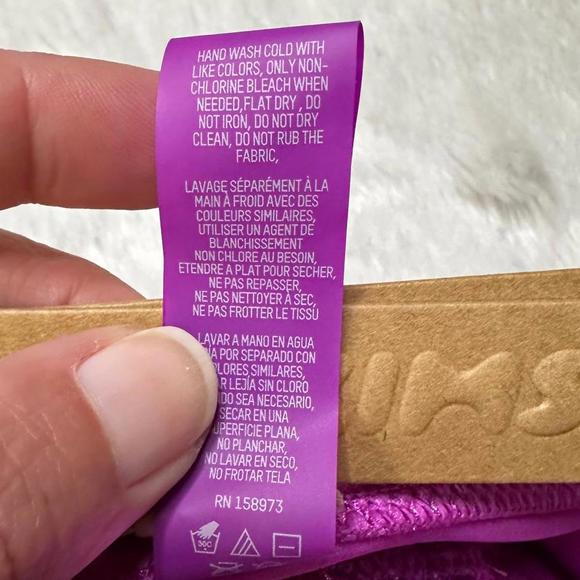 HAND WASH COLD WITH
LIKE COLORS, ONLY NON-
CHLORINE BLEACH WHEN
NEEDED,FLAT DRY , DO
NOT IRON, DO NOT DRY
CLEAN, DO NOT RUB THE
FABRIC,
LAVAGE SÉPARÉMENT À LA
MAIN À FROID AVEC DES
COULEURS SIMILAIRES,
UTILISER UN AGENT DE
BLANCHISSEMENT
NON CHLORE AU BESOIN,
ETENDRE A PLAT POUR SECHER,
NE PAS REPASSER,
NE PAS NETTOYER À SEC,
NE PAS FROTTER LE TISSÙ
LAVAR A MANO EN AGUA
POR SEPARADO CON
SIMILARES,
LEJÍA SIN CLORO
SEA NECESARIO,
SECAR EN UNA
PLANA,
NO PLANCHAR,
NO LAVAR EN SECO,
NO FROTAR TELA
RN 158973
30C